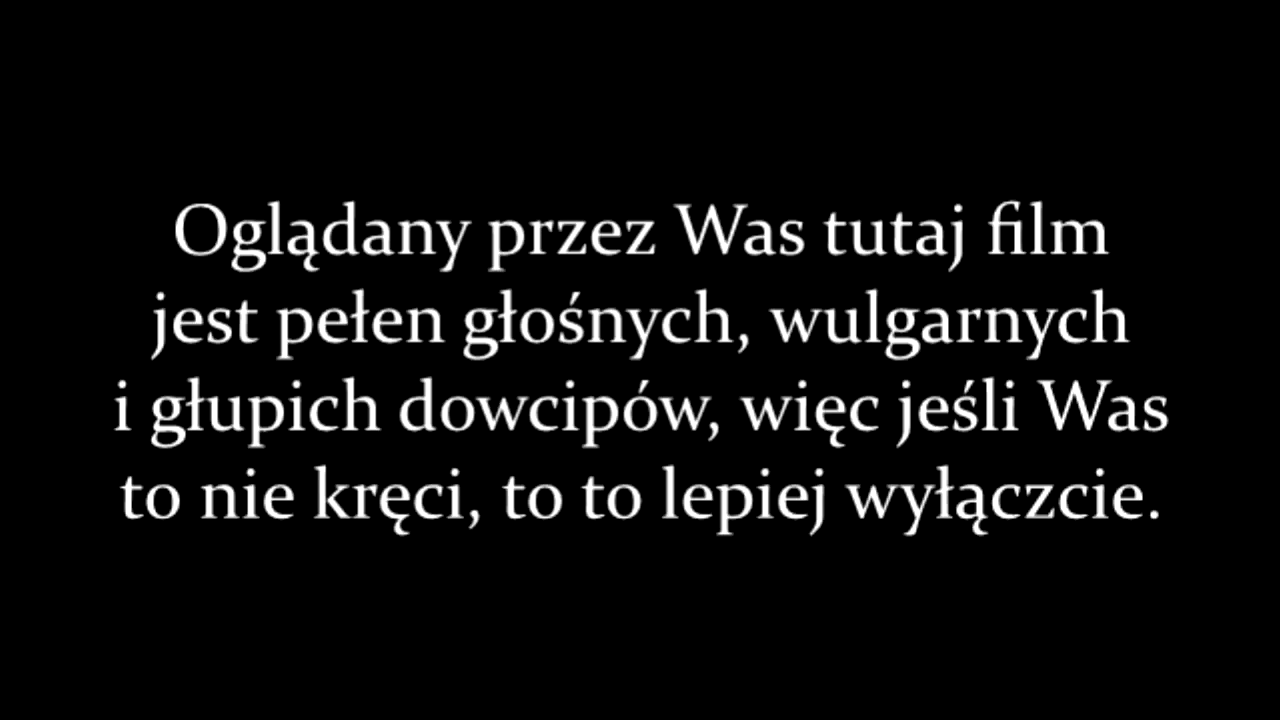 Oglądany przez Was tutaj film
jest pełen głośnych, wulgarnych
i głupich dowcipów, więc jeśli Was
to nie kręci, to to lepiej wyłączcie.